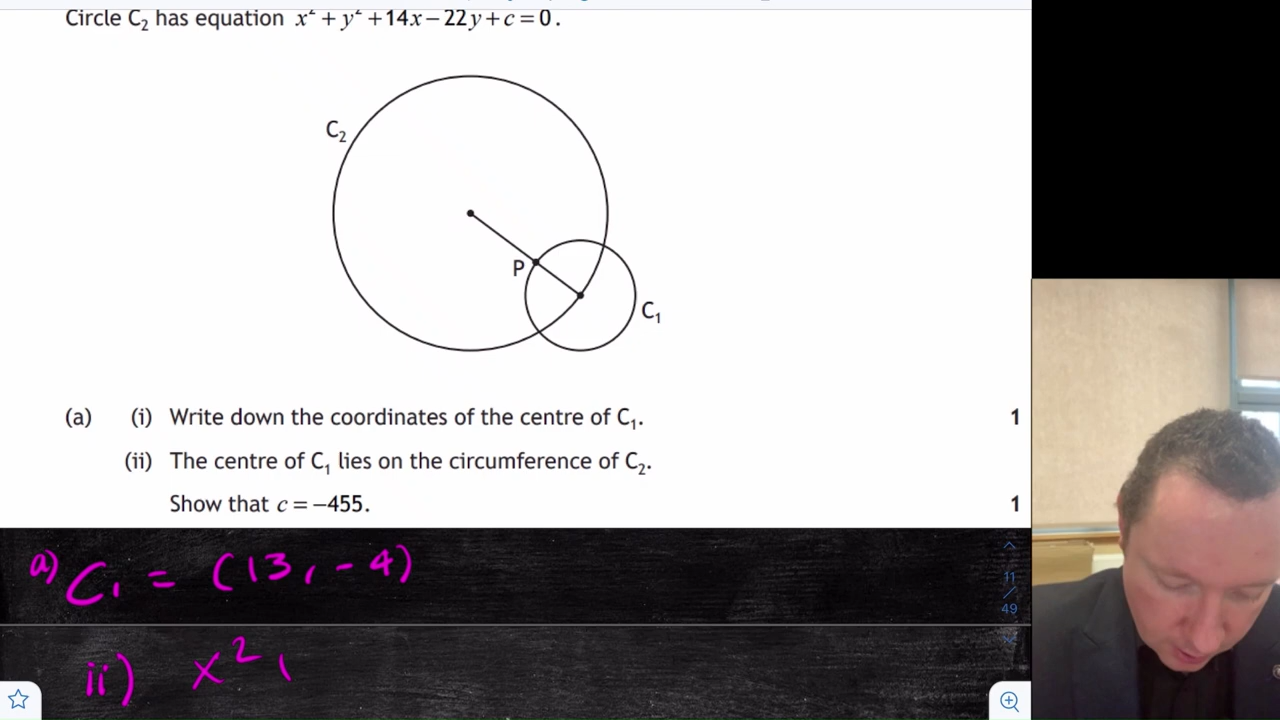 Circle C₂ has equation x² + y² + 14x − 22y + c = 0.
C₂
P
C₁
(a) (i) Write down the coordinates of the centre of C₁. 1
(ii) The centre of C₁ lies on the circumference of C₂.
Show that c = −455. 1
a) C₁ = (13, -4)
11
/
49
ii) x² (